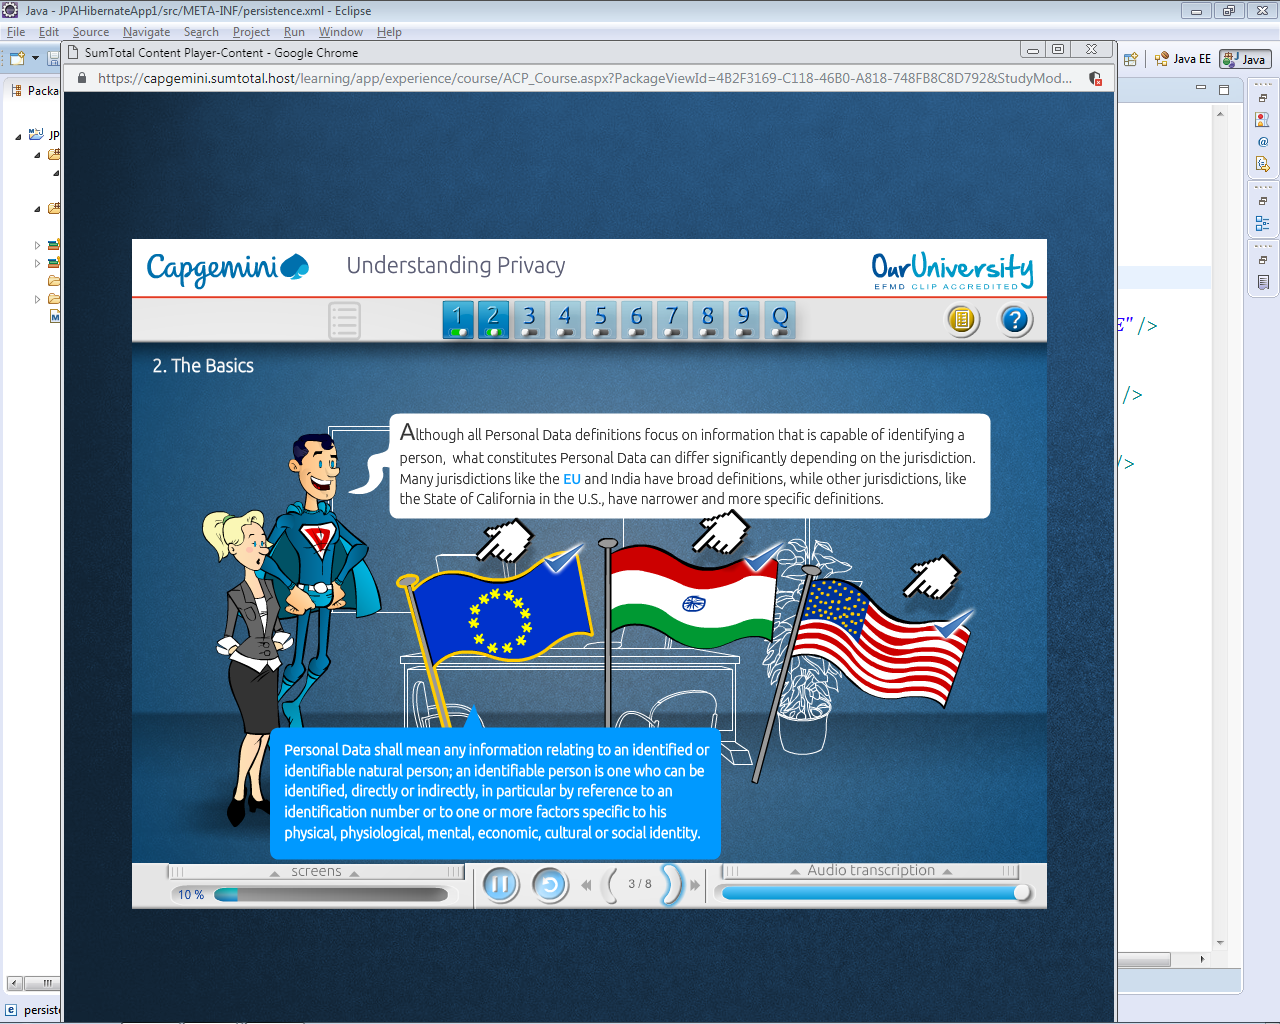 Java - JPAHibernateApp1/src/META-INF/persistence.xml - Eclipse
File Edit Source Navigate Search Project Run Window Help
SumTotal Content Player-Content - Google Chrome
https://capgemini.sumtotal.host/learning/app/experience/course/ACP_Course.aspx?PackageViewId=4B2F3169-C118-46B0-A818-748FB8C8D792&StudyMod...
Java EE
Java
Packa
JP
E" />
/>
/>
Capgemini
Understanding Privacy
OurUniversity
EFMD CLIP ACCREDITED
1 2 3 4 5 6 7 8 9 Q
?
2. The Basics
Although all Personal Data definitions focus on information that is capable of identifying a
person, what constitutes Personal Data can differ significantly depending on the jurisdiction.
Many jurisdictions like the EU and India have broad definitions, while other jurisdictions, like
the State of California in the U.S., have narrower and more specific definitions.
Personal Data shall mean any information relating to an identified or
identifiable natural person; an identifiable person is one who can be
identified, directly or indirectly, in particular by reference to an
identification number or to one or more factors specific to his
physical, physiological, mental, economic, cultural or social identity.
screens
10 %
3 / 8
Audio transcription
persiste